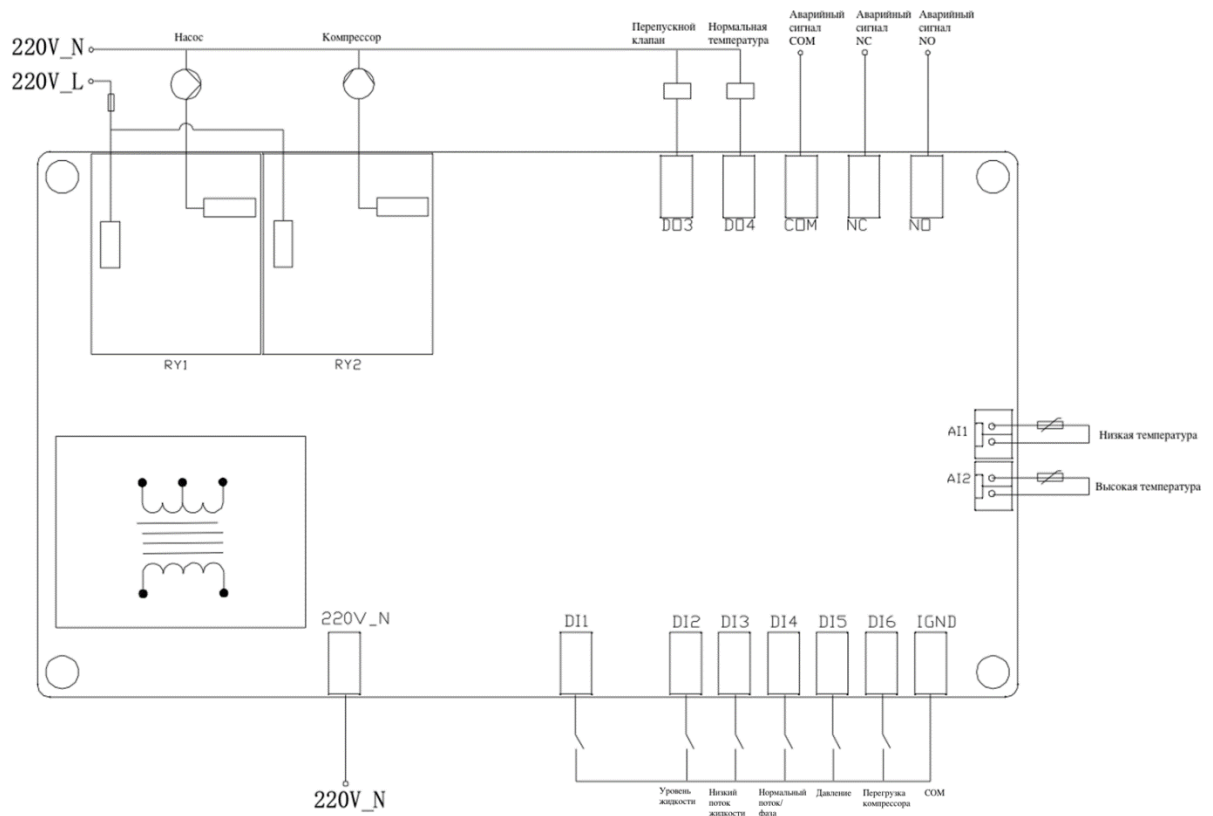 Аварийный
сигнал
COM
Аварийный
сигнал
NC
Аварийный
сигнал
NO
Перепускной
клапан
Нормальная
температура
Насос
Компрессор
220V_N
220V_L
DO3
DO4
COM
NC
NO
RY1
RY2
AI1
Низкая температура
AI2
Высокая температура
220V_N
DI1
DI2
DI3
DI4
DI5
DI6
IGND
220V_N
Уровень
жидкости
Низкий
поток
жидкости
Нормальный
поток/
фаза
Давление
Перегрузка
компрессора
COM